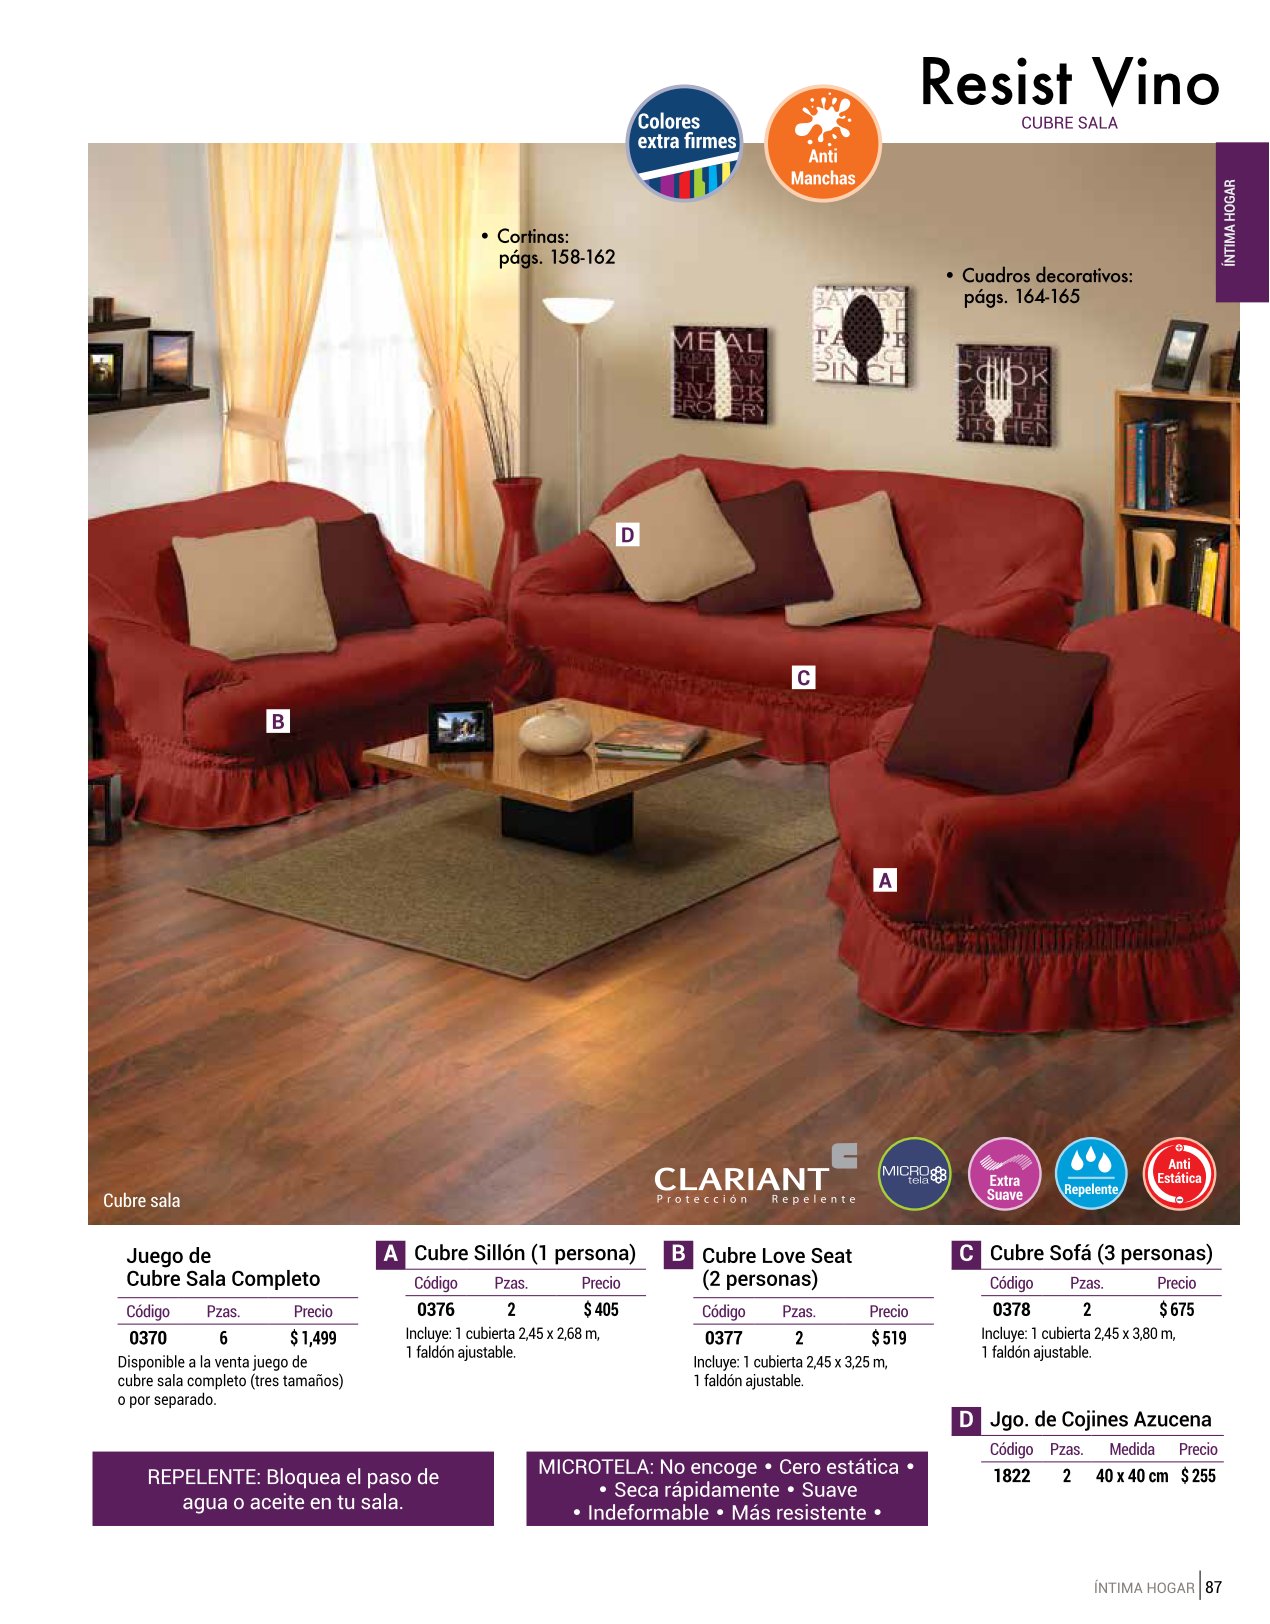 Resist Vino
CUBRE SALA
Colores
extra firmes
Anti
Manchas
ÍNTIMA HOGAR
• Cortinas:
págs. 158-162
• Cuadros decorativos:
págs. 164-165
MEAL
SNACK
GROCERY
PINCH
COOK
KITCHEN
D
C
B
A
Cubre sala
CLARIANT
Protección Repelente
MICRO
tela
Extra
Suave
Repelente
Anti
Estática
Juego de
Cubre Sala Completo
Código Pzas. Precio
0370 6 $ 1,499
Disponible a la venta juego de
cubre sala completo (tres tamaños)
o por separado.
A Cubre Sillón (1 persona)
Código Pzas. Precio
0376 2 $ 405
Incluye: 1 cubierta 2,45 x 2,68 m,
1 faldón ajustable.
B Cubre Love Seat
(2 personas)
Código Pzas. Precio
0377 2 $ 519
Incluye: 1 cubierta 2,45 x 3,25 m,
1 faldón ajustable.
C Cubre Sofá (3 personas)
Código Pzas. Precio
0378 2 $ 675
Incluye: 1 cubierta 2,45 x 3,80 m,
1 faldón ajustable.
D Jgo. de Cojines Azucena
Código Pzas. Medida Precio
1822 2 40 x 40 cm $ 255
REPELENTE: Bloquea el paso de
agua o aceite en tu sala.
MICROTELA: No encoge • Cero estática •
• Seca rápidamente • Suave
• Indeformable • Más resistente •
ÍNTIMA HOGAR 87